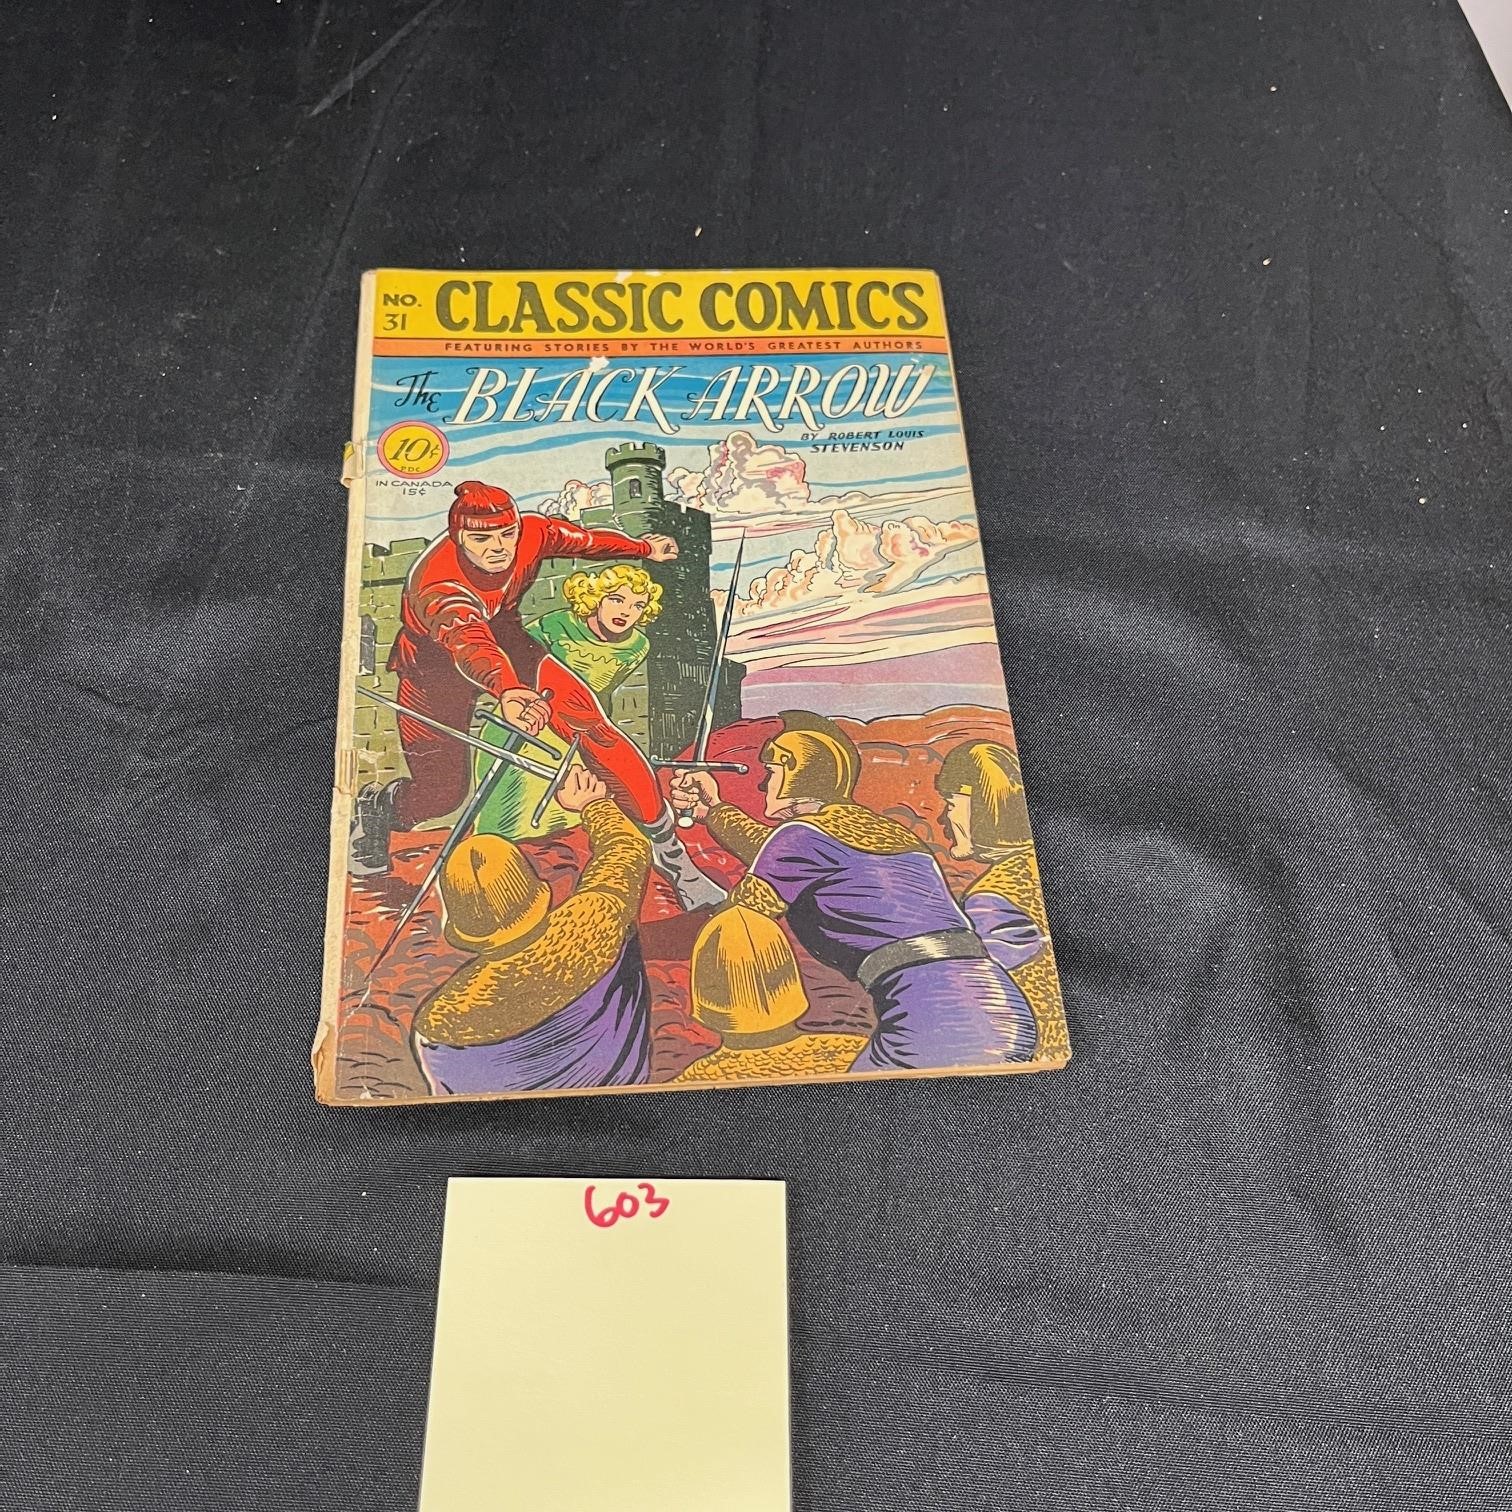 NO.
31
CLASSIC COMICS
FEATURING STORIES BY THE WORLD'S GREATEST AUTHORS
The BLACK ARROW
BY ROBERT LOUIS
STEVENSON
10¢
PDC
IN CANADA
15¢
603